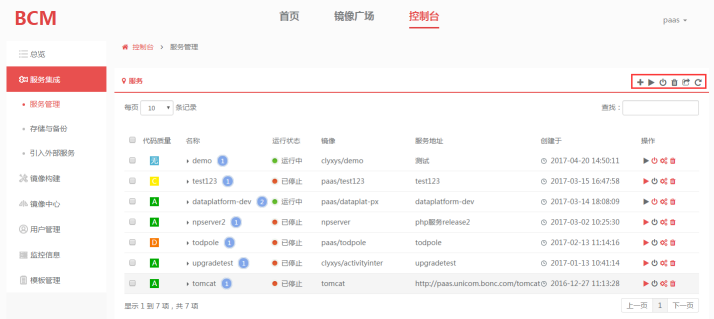 BCM 首页 镜像广场 控制台 paas
总览
服务集成
服务管理
存储与备份
引入外部服务
镜像构建
镜像中心
用户管理
监控信息
模板管理
控制台 > 服务管理
服务
每页 10 条记录 查找:
代码质量 名称 运行状态 镜像 服务地址 创建于 操作
无 demo 1 运行中 clyxys/demo 测试 2017-04-20 14:50:11
C test123 1 已停止 paas/test123 test123 2017-03-15 16:47:58
A dataplatform-dev 2 运行中 paas/dataplat-px dataplatform-dev 2017-03-14 18:08:09
A npserver2 1 已停止 npserver php服务release2 2017-03-02 10:25:30
D todpole 1 已停止 paas/todpole todpole 2017-02-13 11:14:16
A upgradetest 1 已停止 clyxys/activityinter upgradetest 2017-01-13 10:41:14
A tomcat 1 已停止 tomcat http://paas.unicom.bonc.com/tomcat 2016-12-27 11:13:28
显示 1 到 7 项，共 7 项 上一页 1 下一页